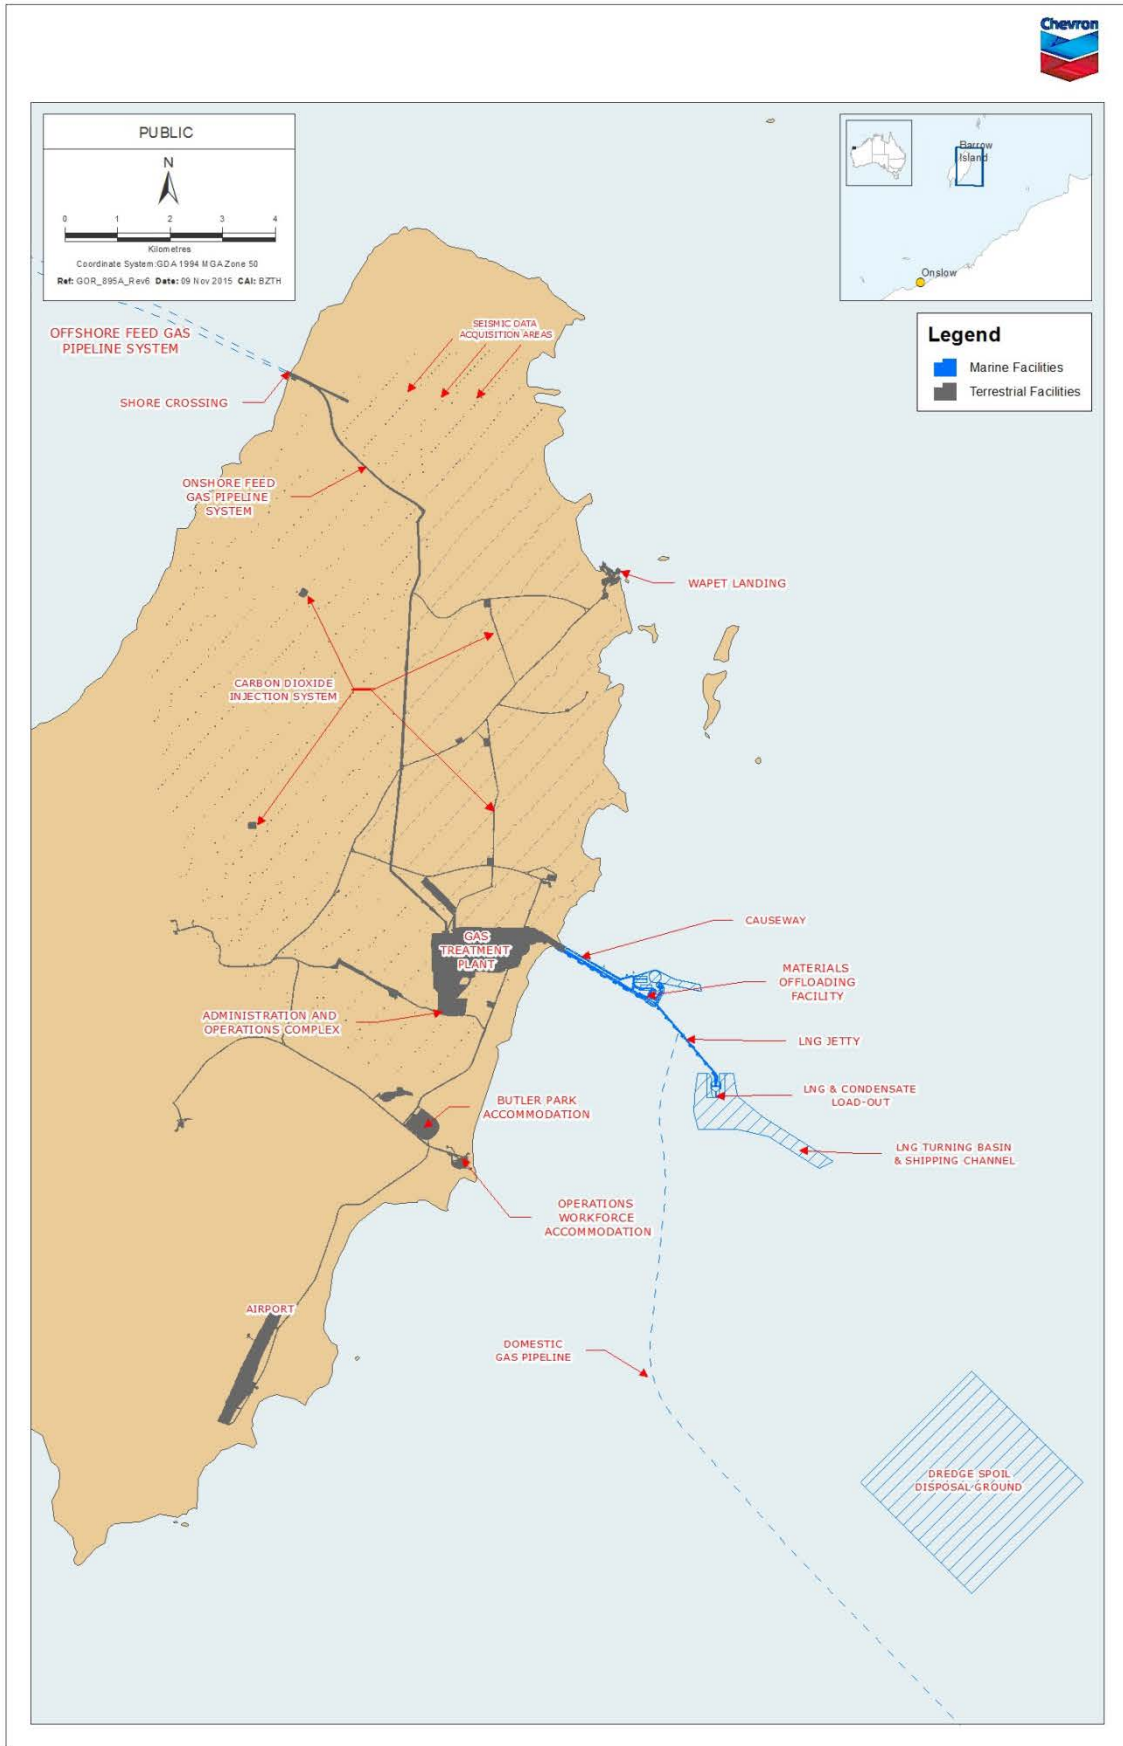 Chevron
PUBLIC
N
0 1 2 3 4
Kilometres
Coordinate System:GDA 1994 MGA Zone 50
Ref: GOR_895A_Rev6 Date: 09 Nov 2015 CAI: BZTH
Barrow
Island
Onslow
Legend
Marine Facilities
Terrestrial Facilities
OFFSHORE FEED GAS
PIPELINE SYSTEM
SEISMIC DATA
ACQUISITION AREAS
SHORE CROSSING
ONSHORE FEED
GAS PIPELINE
SYSTEM
WAPET LANDING
CARBON DIOXIDE
INJECTION SYSTEM
CAUSEWAY
GAS
TREATMENT
PLANT
MATERIALS
OFFLOADING
FACILITY
ADMINISTRATION AND
OPERATIONS COMPLEX
LNG JETTY
LNG & CONDENSATE
LOAD-OUT
BUTLER PARK
ACCOMMODATION
LNG TURNING BASIN
& SHIPPING CHANNEL
OPERATIONS
WORKFORCE
ACCOMMODATION
AIRPORT
DOMESTIC
GAS PIPELINE
DREDGE SPOIL
DISPOSAL GROUND